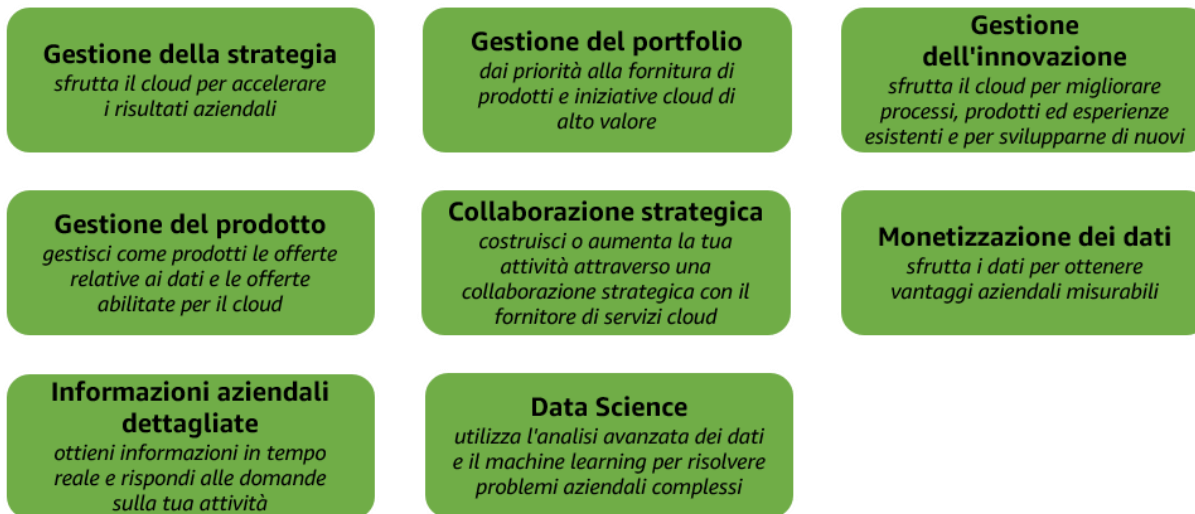 Gestione della strategia
sfrutta il cloud per accelerare
i risultati aziendali
Gestione del portfolio
dai priorità alla fornitura di
prodotti e iniziative cloud di
alto valore
Gestione
dell'innovazione
sfrutta il cloud per migliorare
processi, prodotti ed esperienze
esistenti e per svilupparne di nuovi
Gestione del prodotto
gestisci come prodotti le offerte
relative ai dati e le offerte
abilitate per il cloud
Collaborazione strategica
costruisci o aumenta la tua
attività attraverso una
collaborazione strategica con il
fornitore di servizi cloud
Monetizzazione dei dati
sfrutta i dati per ottenere
vantaggi aziendali misurabili
Informazioni aziendali
dettagliate
ottieni informazioni in tempo
reale e rispondi alle domande
sulla tua attività
Data Science
utilizza l'analisi avanzata dei dati
e il machine learning per risolvere
problemi aziendali complessi